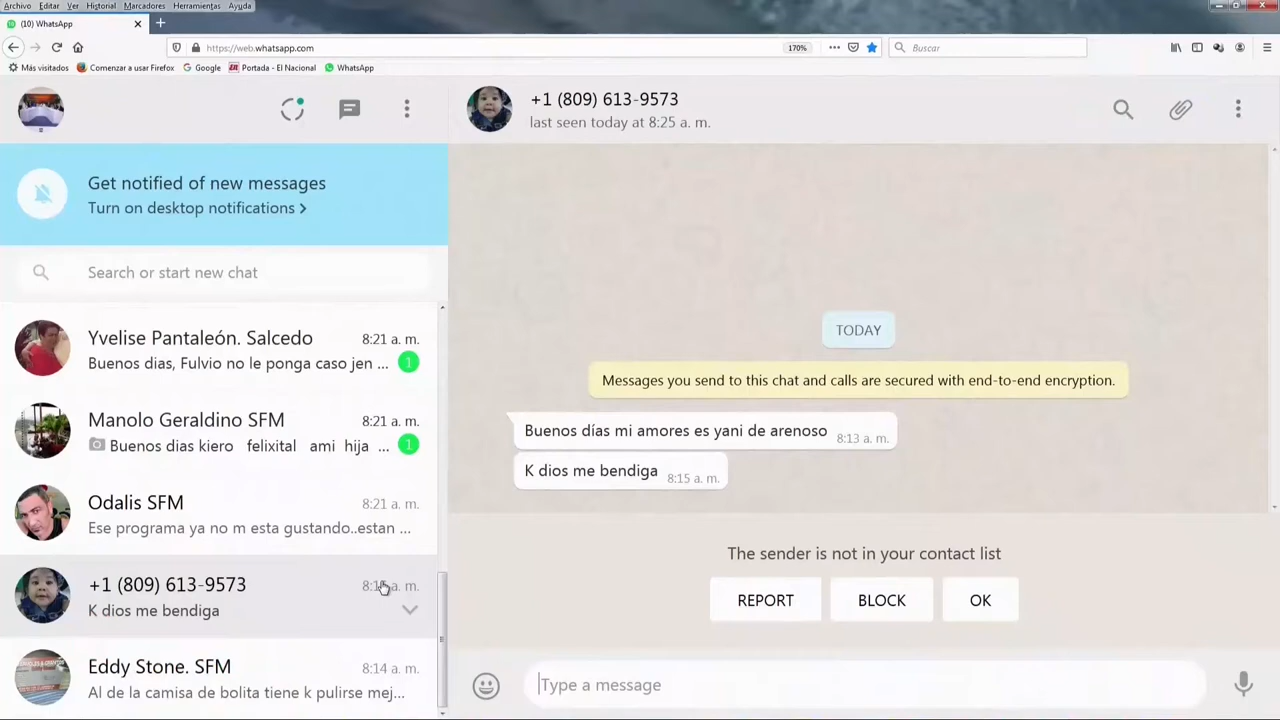 Archivo Editar Ver Historial Marcadores Herramientas Ayuda
(10) WhatsApp
https://web.whatsapp.com
170%
Buscar
Más visitados Comenzar a usar Firefox Google Portada - El Nacional WhatsApp
+1 (809) 613-9573
last seen today at 8:25 a. m.
Get notified of new messages
Turn on desktop notifications >
Search or start new chat
Yvelise Pantaleón. Salcedo 8:21 a. m.
Buenos dias, Fulvio no le ponga caso jen ... 1
Manolo Geraldino SFM 8:21 a. m.
Buenos dias kiero felixital ami hija ... 1
Odalis SFM 8:21 a. m.
Ese programa ya no m esta gustando..estan ...
+1 (809) 613-9573 a. m.
K dios me bendiga
Eddy Stone. SFM 8:14 a. m.
Al de la camisa de bolita tiene k pulirse mej...
TODAY
Messages you send to this chat and calls are secured with end-to-end encryption.
Buenos días mi amores es yani de arenoso 8:13 a. m.
K dios me bendiga 8:15 a. m.
The sender is not in your contact list
REPORT BLOCK OK
Type a message